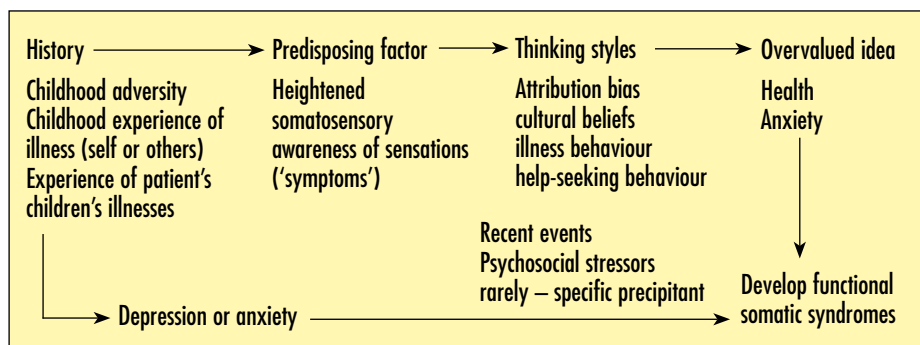 History
Predisposing factor
Thinking styles
Overvalued idea
Childhood adversity
Childhood experience of
illness (self or others)
Experience of patient's
children's illnesses
Heightened
somatosensory
awareness of sensations
(‘symptoms’)
Attribution bias
cultural beliefs
illness behaviour
help-seeking behaviour
Health
Anxiety
Recent events
Psychosocial stressors
rarely – specific precipitant
Depression or anxiety
Develop functional
somatic syndromes